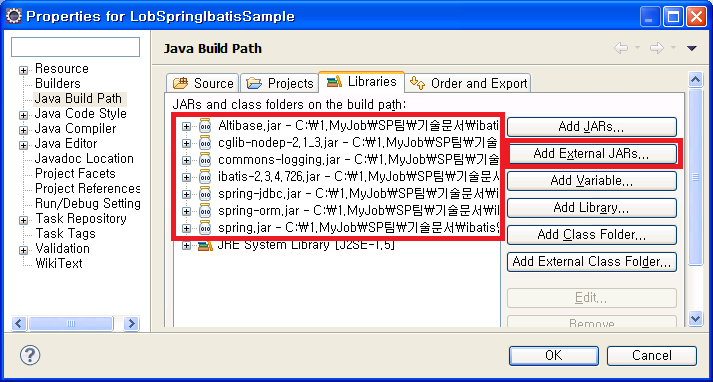 Properties for LobSpringIbatisSample
Resource
Builders
Java Build Path
Java Code Style
Java Compiler
Java Editor
Javadoc Location
Project Facets
Project References
Run/Debug Setting
Task Repository
Task Tags
Validation
WikiText
Java Build Path
Source
Projects
Libraries
Order and Export
JARs and class folders on the build path:
Altibase.jar - C:₩1.MyJob₩SP팀₩기술문서₩ibati
cglib-nodep-2.1_3.jar - C:₩1.MyJob₩SP팀₩기술
commons-logging.jar - C:₩1.MyJob₩SP팀₩기술
ibatis-2.3.4.726.jar - C:₩1.MyJob₩SP팀₩기술문
spring-jdbc.jar - C:₩1.MyJob₩SP팀₩기술문서₩i
spring-orm.jar - C:₩1.MyJob₩SP팀₩기술문서₩i
spring.jar - C:₩1.MyJob₩SP팀₩기술문서₩ibatis
JRE System Library [J2SE-1.5]
Add JARs...
Add External JARs...
Add Variable...
Add Library...
Add Class Folder...
Add External Class Folder...
Edit...
Remove
?
OK
Cancel